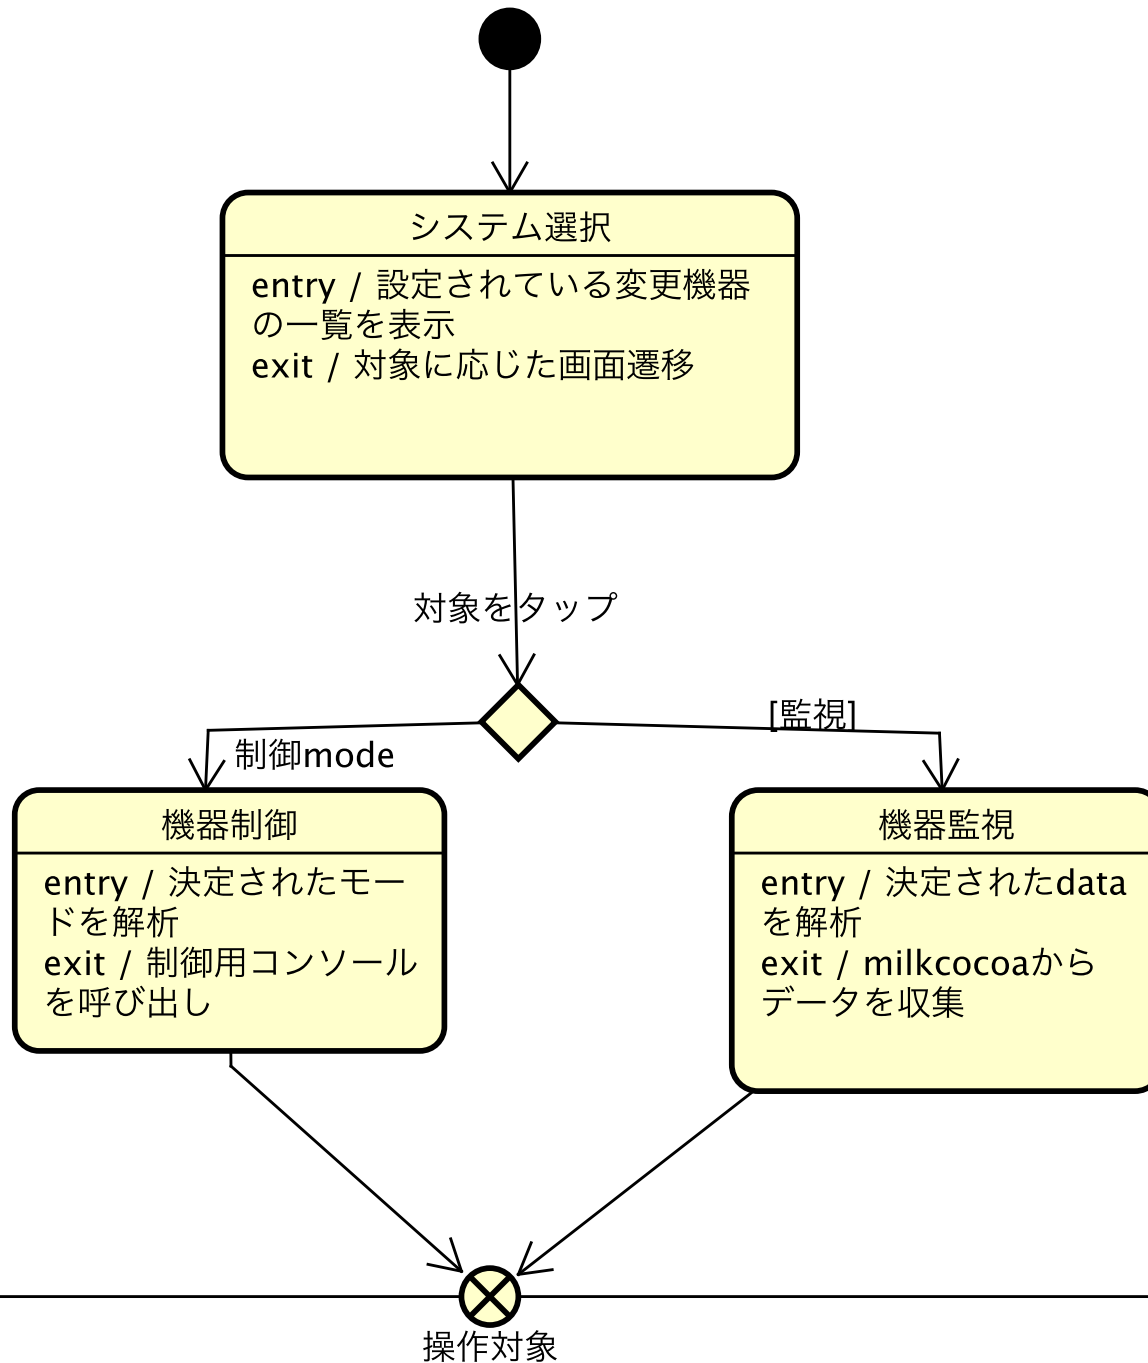 システム選択
entry / 設定されている変更機器
の一覧を表示
exit / 対象に応じた画面遷移
対象をタップ
[監視]
制御mode
機器制御
entry / 決定されたモー
ドを解析
exit / 制御用コンソール
を呼び出し
機器監視
entry / 決定されたdata
を解析
exit / milkcocoaから
データを収集
操作対象